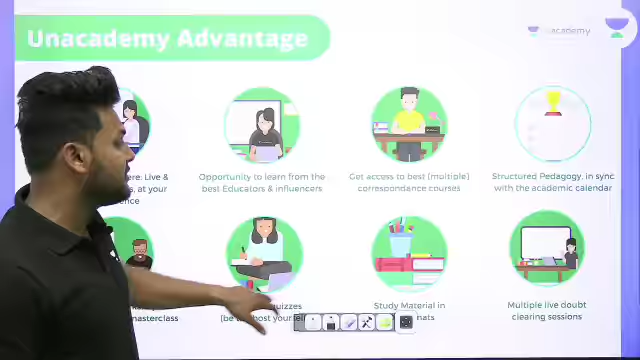 Unacademy Advantage
unacademy
ere: Live &
s, at your
ence
Opportunity to learn from the
best Educators & influencers
Get access to best (multiple)
correspondance courses
Structured Pedagogy, in sync
with the academic calendar
masterclass
quizzes
Study Material in
Multiple live doubt
clearing sessions